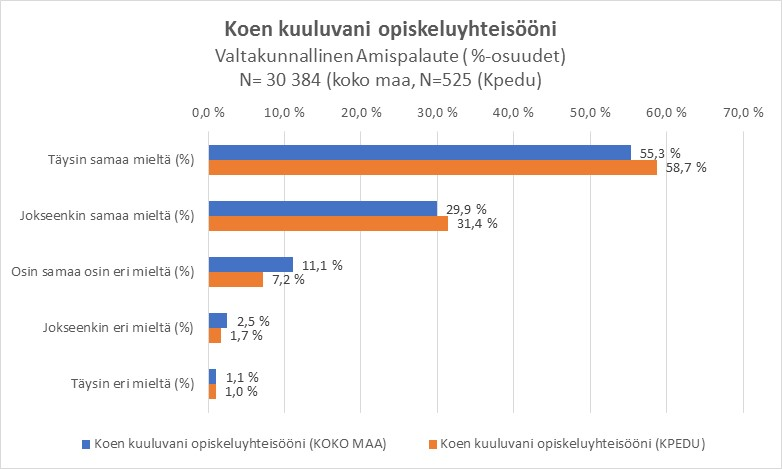 Koen kuuluvani opiskeluyhteisööni
Valtakunnallinen Amispalaute ( %-osuudet)
N= 30 384 (koko maa, N=525 (Kpedu)
0,0 % 10,0 % 20,0 % 30,0 % 40,0 % 50,0 % 60,0 % 70,0 %
Täysin samaa mieltä (%)
55,3 %
58,7 %
Jokseenkin samaa mieltä (%)
29,9 %
31,4 %
Osin samaa osin eri mieltä (%)
11,1 %
7,2 %
Jokseenkin eri mieltä (%)
2,5 %
1,7 %
Täysin eri mieltä (%)
1,1 %
1,0 %
Koen kuuluvani opiskeluyhteisööni (KOKO MAA) Koen kuuluvani opiskeluyhteisööni (KPEDU)